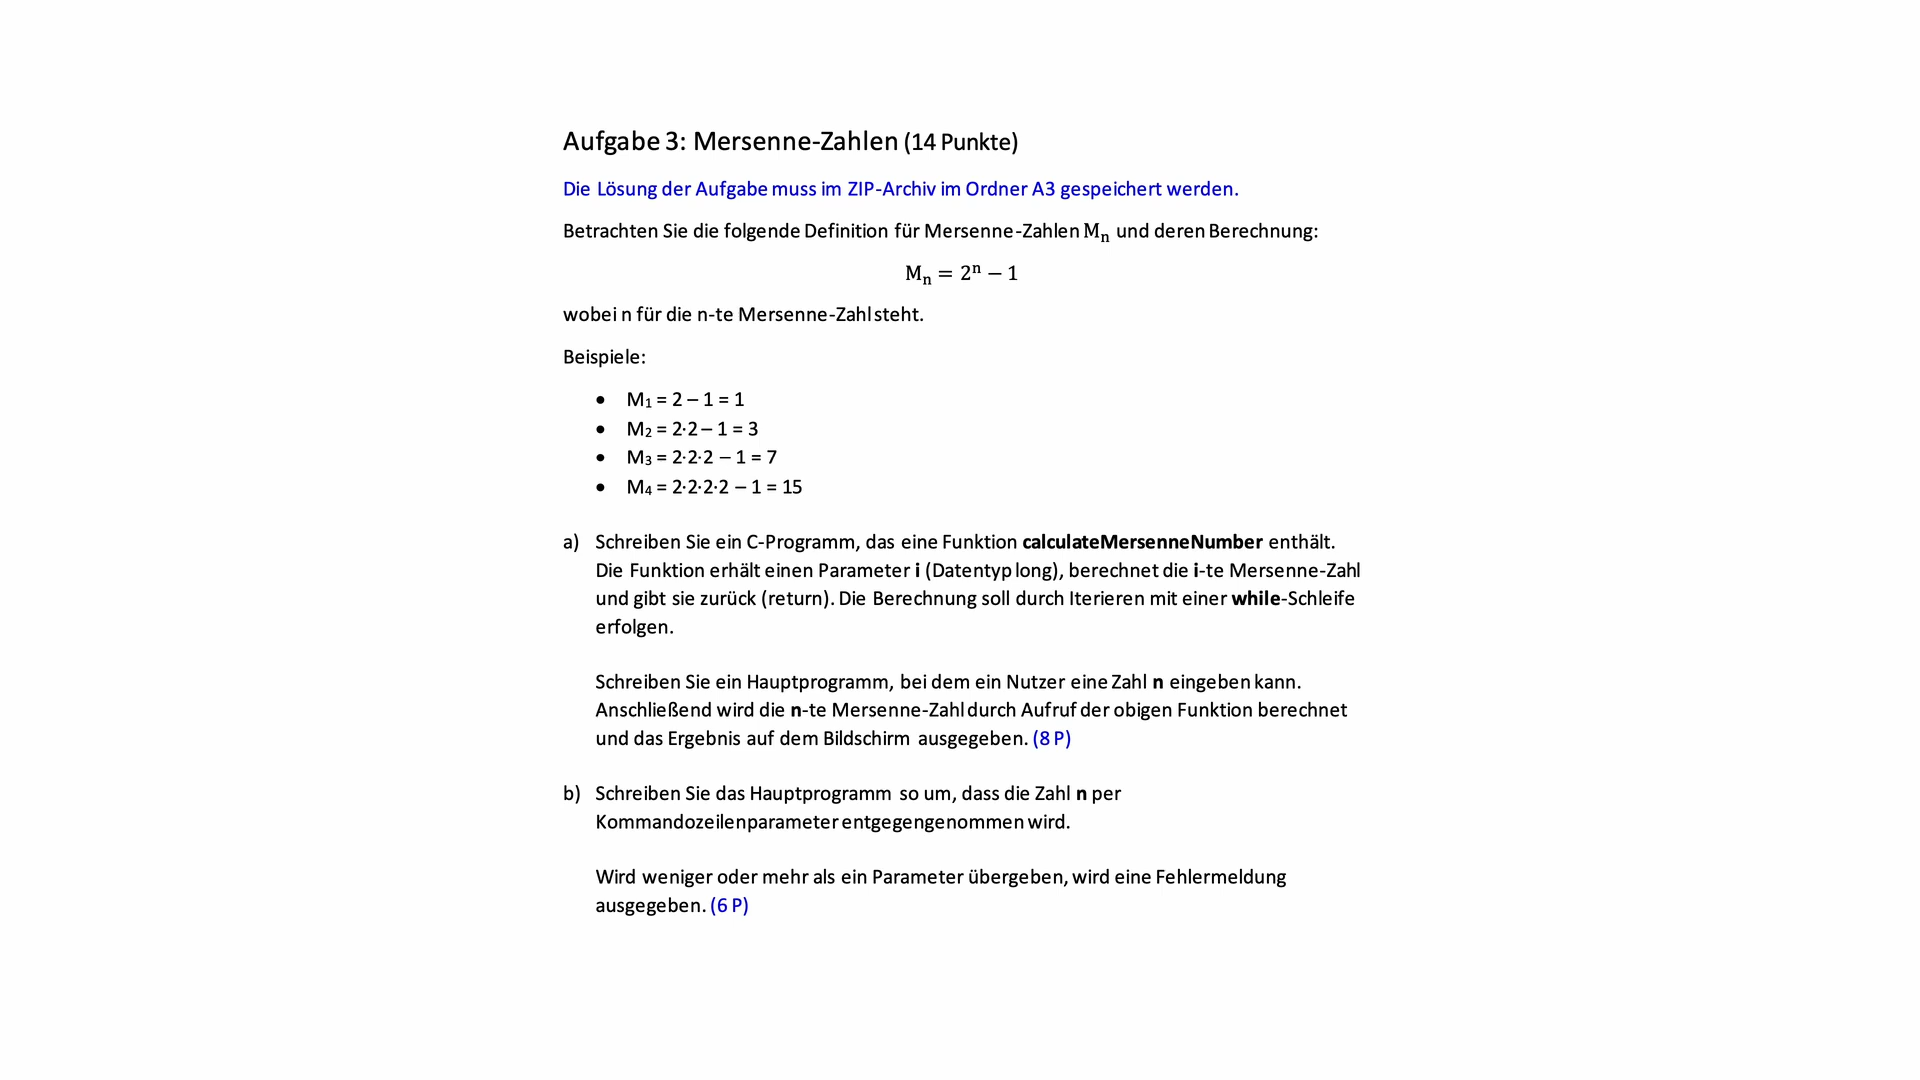 Aufgabe 3: Mersenne-Zahlen (14 Punkte)
Die Lösung der Aufgabe muss im ZIP-Archiv im Ordner A3 gespeichert werden.
Betrachten Sie die folgende Definition für Mersenne-Zahlen Mₙ und deren Berechnung:
Mₙ = 2ⁿ − 1
wobei n für die n-te Mersenne-Zahl steht.
Beispiele:
• M₁ = 2 – 1 = 1
• M₂ = 2·2 – 1 = 3
• M₃ = 2·2·2 – 1 = 7
• M₄ = 2·2·2·2 – 1 = 15
a) Schreiben Sie ein C-Programm, das eine Funktion calculateMersenneNumber enthält.
Die Funktion erhält einen Parameter i (Datentyp long), berechnet die i-te Mersenne-Zahl
und gibt sie zurück (return). Die Berechnung soll durch Iterieren mit einer while-Schleife
erfolgen.
Schreiben Sie ein Hauptprogramm, bei dem ein Nutzer eine Zahl n eingeben kann.
Anschließend wird die n-te Mersenne-Zahl durch Aufruf der obigen Funktion berechnet
und das Ergebnis auf dem Bildschirm ausgegeben. (8 P)
b) Schreiben Sie das Hauptprogramm so um, dass die Zahl n per
Kommandozeilenparameter entgegengenommen wird.
Wird weniger oder mehr als ein Parameter übergeben, wird eine Fehlermeldung
ausgegeben. (6 P)